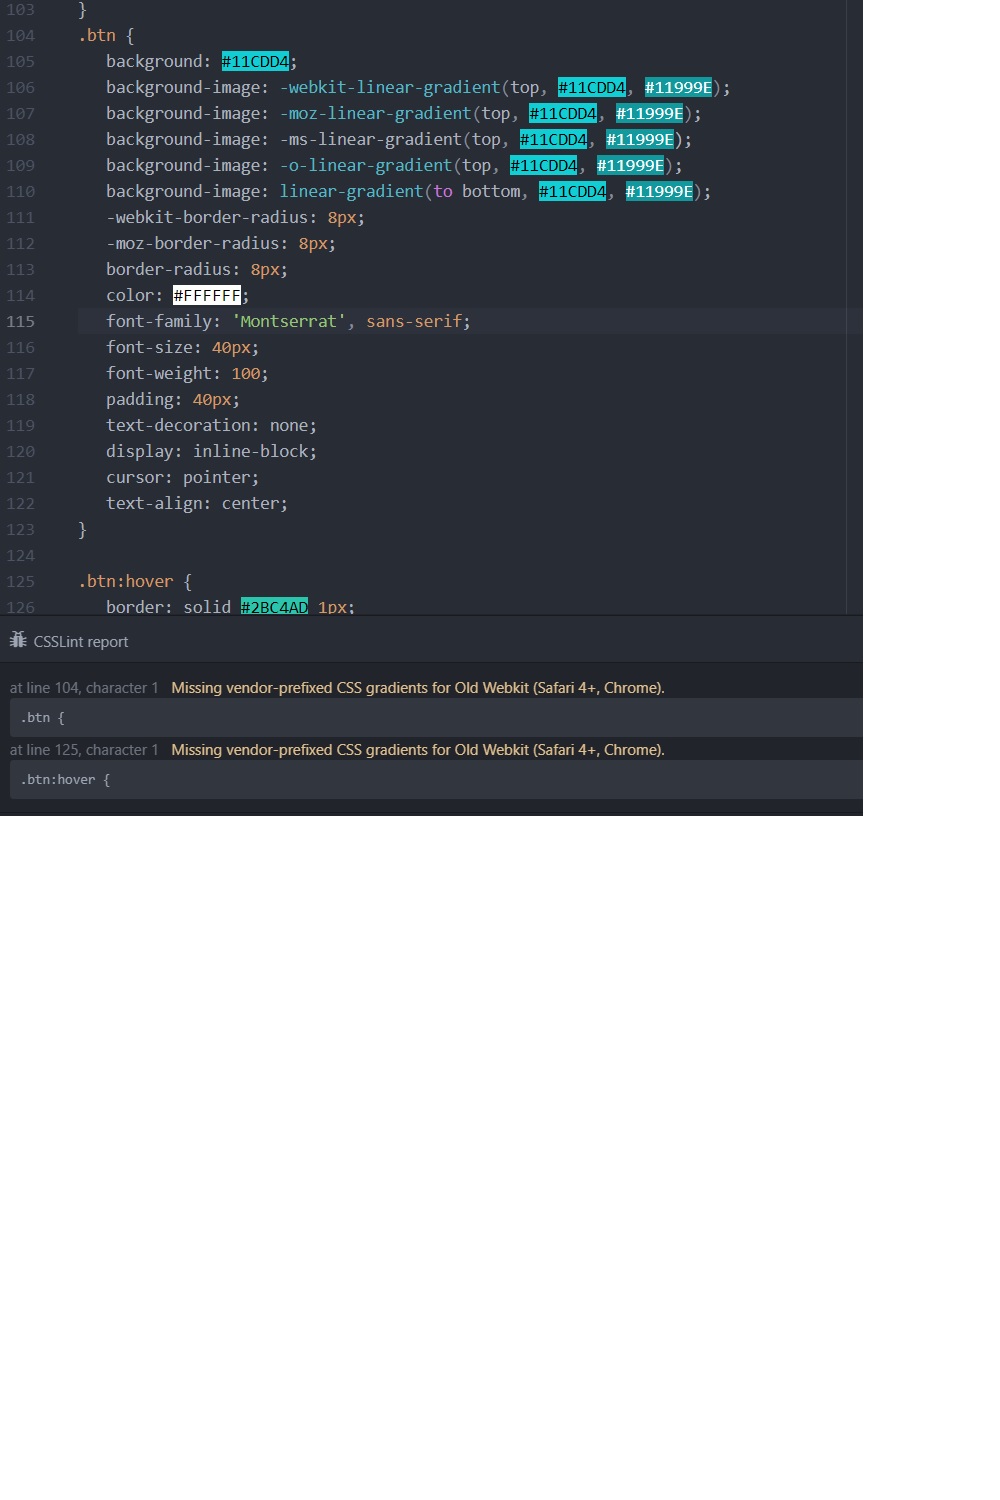 103 }
104 .btn {
105 background: #11CDD4;
106 background-image: -webkit-linear-gradient(top, #11CDD4, #11999E);
107 background-image: -moz-linear-gradient(top, #11CDD4, #11999E);
108 background-image: -ms-linear-gradient(top, #11CDD4, #11999E);
109 background-image: -o-linear-gradient(top, #11CDD4, #11999E);
110 background-image: linear-gradient(to bottom, #11CDD4, #11999E);
111 -webkit-border-radius: 8px;
112 -moz-border-radius: 8px;
113 border-radius: 8px;
114 color: #FFFFFF;
115 font-family: 'Montserrat', sans-serif;
116 font-size: 40px;
117 font-weight: 100;
118 padding: 40px;
119 text-decoration: none;
120 display: inline-block;
121 cursor: pointer;
122 text-align: center;
123 }
124
125 .btn:hover {
126 border: solid #2BC4AD 1px;
CSSLint report
at line 104, character 1 Missing vendor-prefixed CSS gradients for Old Webkit (Safari 4+, Chrome).
.btn {
at line 125, character 1 Missing vendor-prefixed CSS gradients for Old Webkit (Safari 4+, Chrome).
.btn:hover {